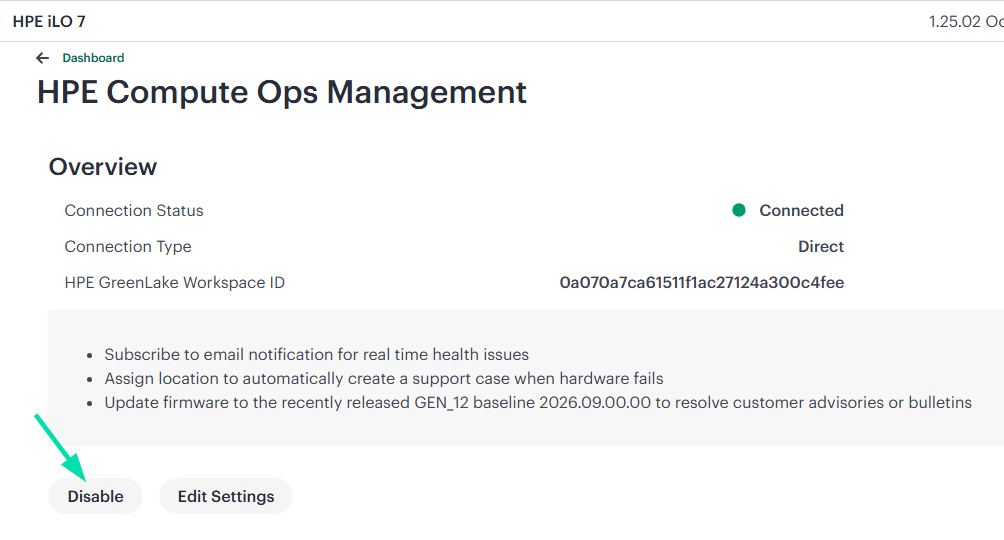 HPE iLO 7 1.25.02 Oc
Dashboard
HPE Compute Ops Management
Overview
Connection Status Connected
Connection Type Direct
HPE GreenLake Workspace ID 0a070a7ca61511f1ac27124a300c4fee
• Subscribe to email notification for real time health issues
• Assign location to automatically create a support case when hardware fails
• Update firmware to the recently released GEN_12 baseline 2026.09.00.00 to resolve customer advisories or bulletins
Disable Edit Settings